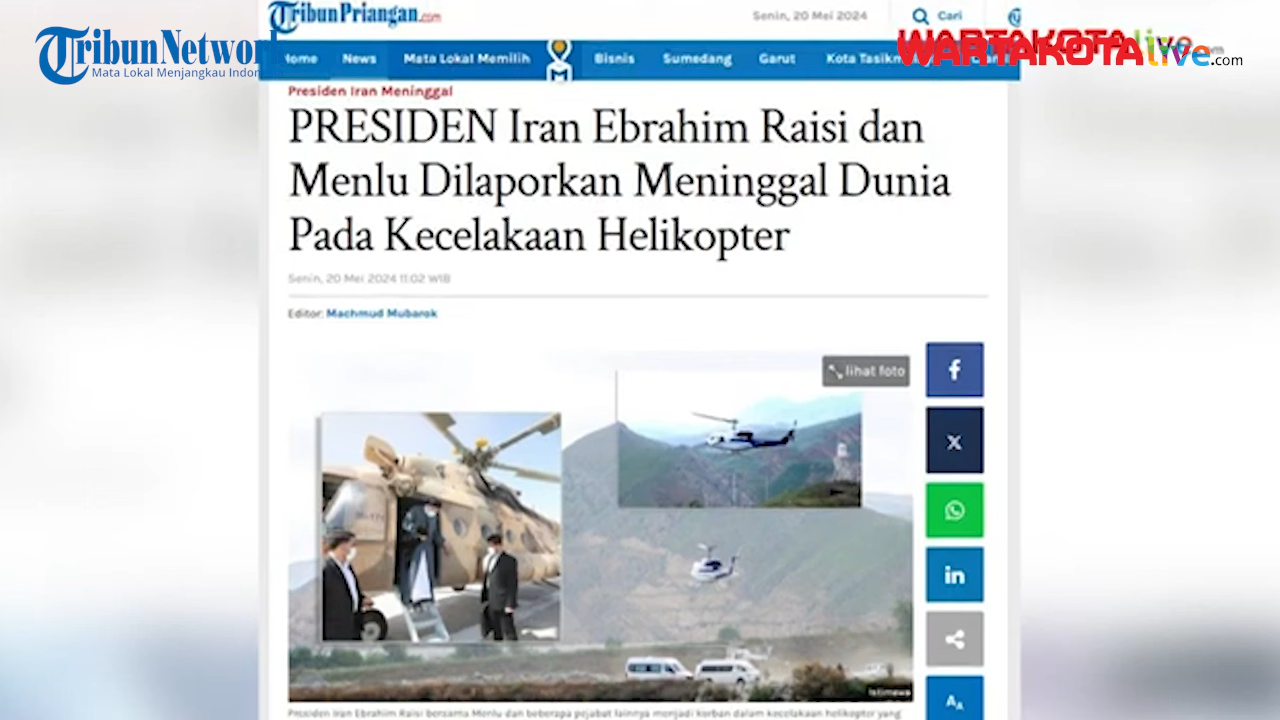 TribunPriangan.com
Senin, 20 Mei 2024
Cari
TribunNetwork
Mata Lokal Menjangkau Indon
WARTAKOTAlive.com
Home News Mata Lokal Memilih Bisnis Sumedang Garut Kota Tasikm
Presiden Iran Meninggal
PRESIDEN Iran Ebrahim Raisi dan
Menlu Dilaporkan Meninggal Dunia
Pada Kecelakaan Helikopter
Senin, 20 Mei 2024 11:02 WIB
Editor: Machmud Mubarok
lihat foto
Istimewa
Presiden Iran Ebrahim Raisi bersama Menlu dan beberapa pejabat lainnya menjadi korban dalam kecelakaan helikopter yang